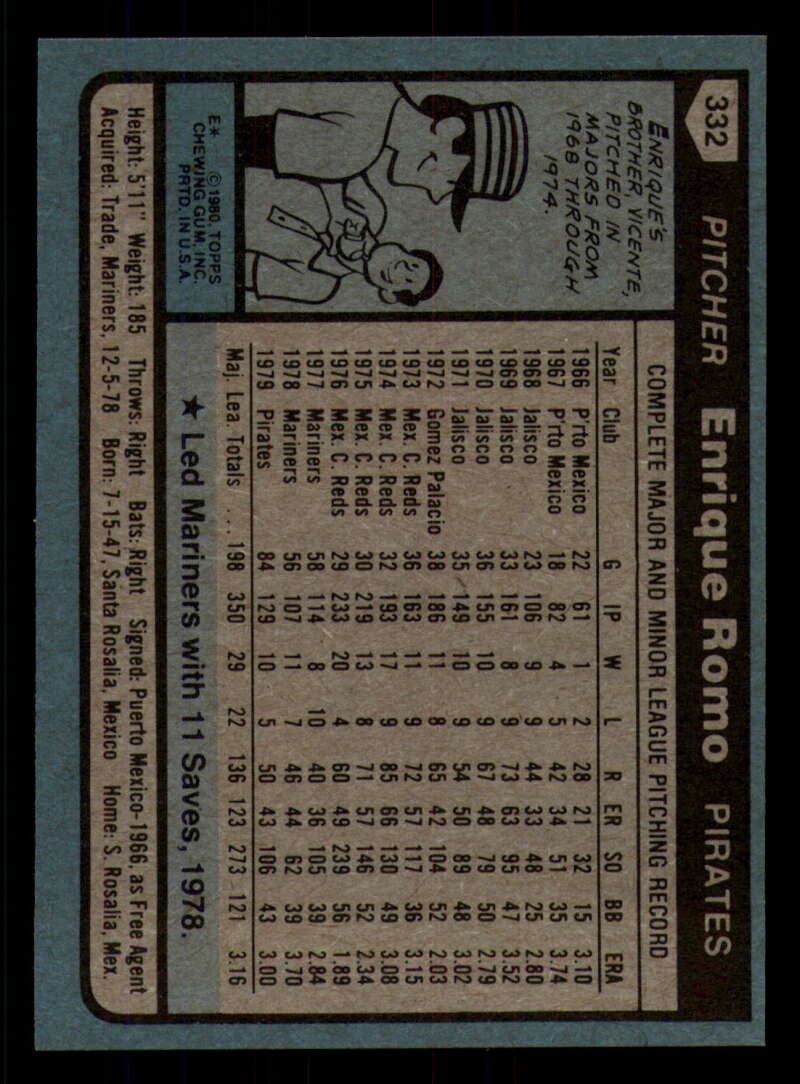 332 PITCHER Enrique Romo PIRATES
ENRIQUE'S
BROTHER, VICENTE,
PITCHED IN
MAJORS FROM
1968 THROUGH
1974.
E* © 1980 TOPPS
CHEWING GUM, INC.
PRTD. IN U.S.A.
COMPLETE MAJOR AND MINOR LEAGUE PITCHING RECORD
Year Club G IP W L R ER SO BB ERA
1966 P'rto Mexico 22 61 1 2 28 21 32 15 3.10
1967 P'rto Mexico 18 82 4 5 42 34 51 35 3.74
1968 Jalisco 23 106 9 9 44 33 48 25 2.80
1969 Jalisco 33 161 8 9 73 63 95 47 3.52
1970 Jalisco 36 155 10 9 67 48 79 50 2.79
1971 Jalisco 35 149 10 9 54 50 89 48 3.02
1972 Gomez Palacio 38 186 11 8 65 42 104 52 2.03
1973 Mex. C. Reds 36 163 11 9 72 57 117 36 3.15
1974 Mex. C. Reds 32 193 17 9 85 66 130 49 3.08
1975 Mex. C. Reds 30 219 13 8 71 57 146 52 2.34
1976 Mex. C. Reds 29 233 20 4 60 49 239 56 1.89
1977 Mariners 58 114 8 10 40 36 105 39 2.84
1978 Mariners 56 107 11 7 46 44 62 39 3.70
1979 Pirates 84 129 10 5 50 43 106 43 3.00
Maj. Lea Totals . . . 198 350 29 22 136 123 273 121 3.16
★ Led Mariners with 11 Saves, 1978.
Height: 5'11" Weight: 185 Throws: Right Bats: Right Signed: Puerto Mexico-1966, as Free Agent
Acquired: Trade, Mariners, 12-5-78 Born: 7-15-47, Santa Rosalia, Mexico Home: S. Rosalia, Mex.